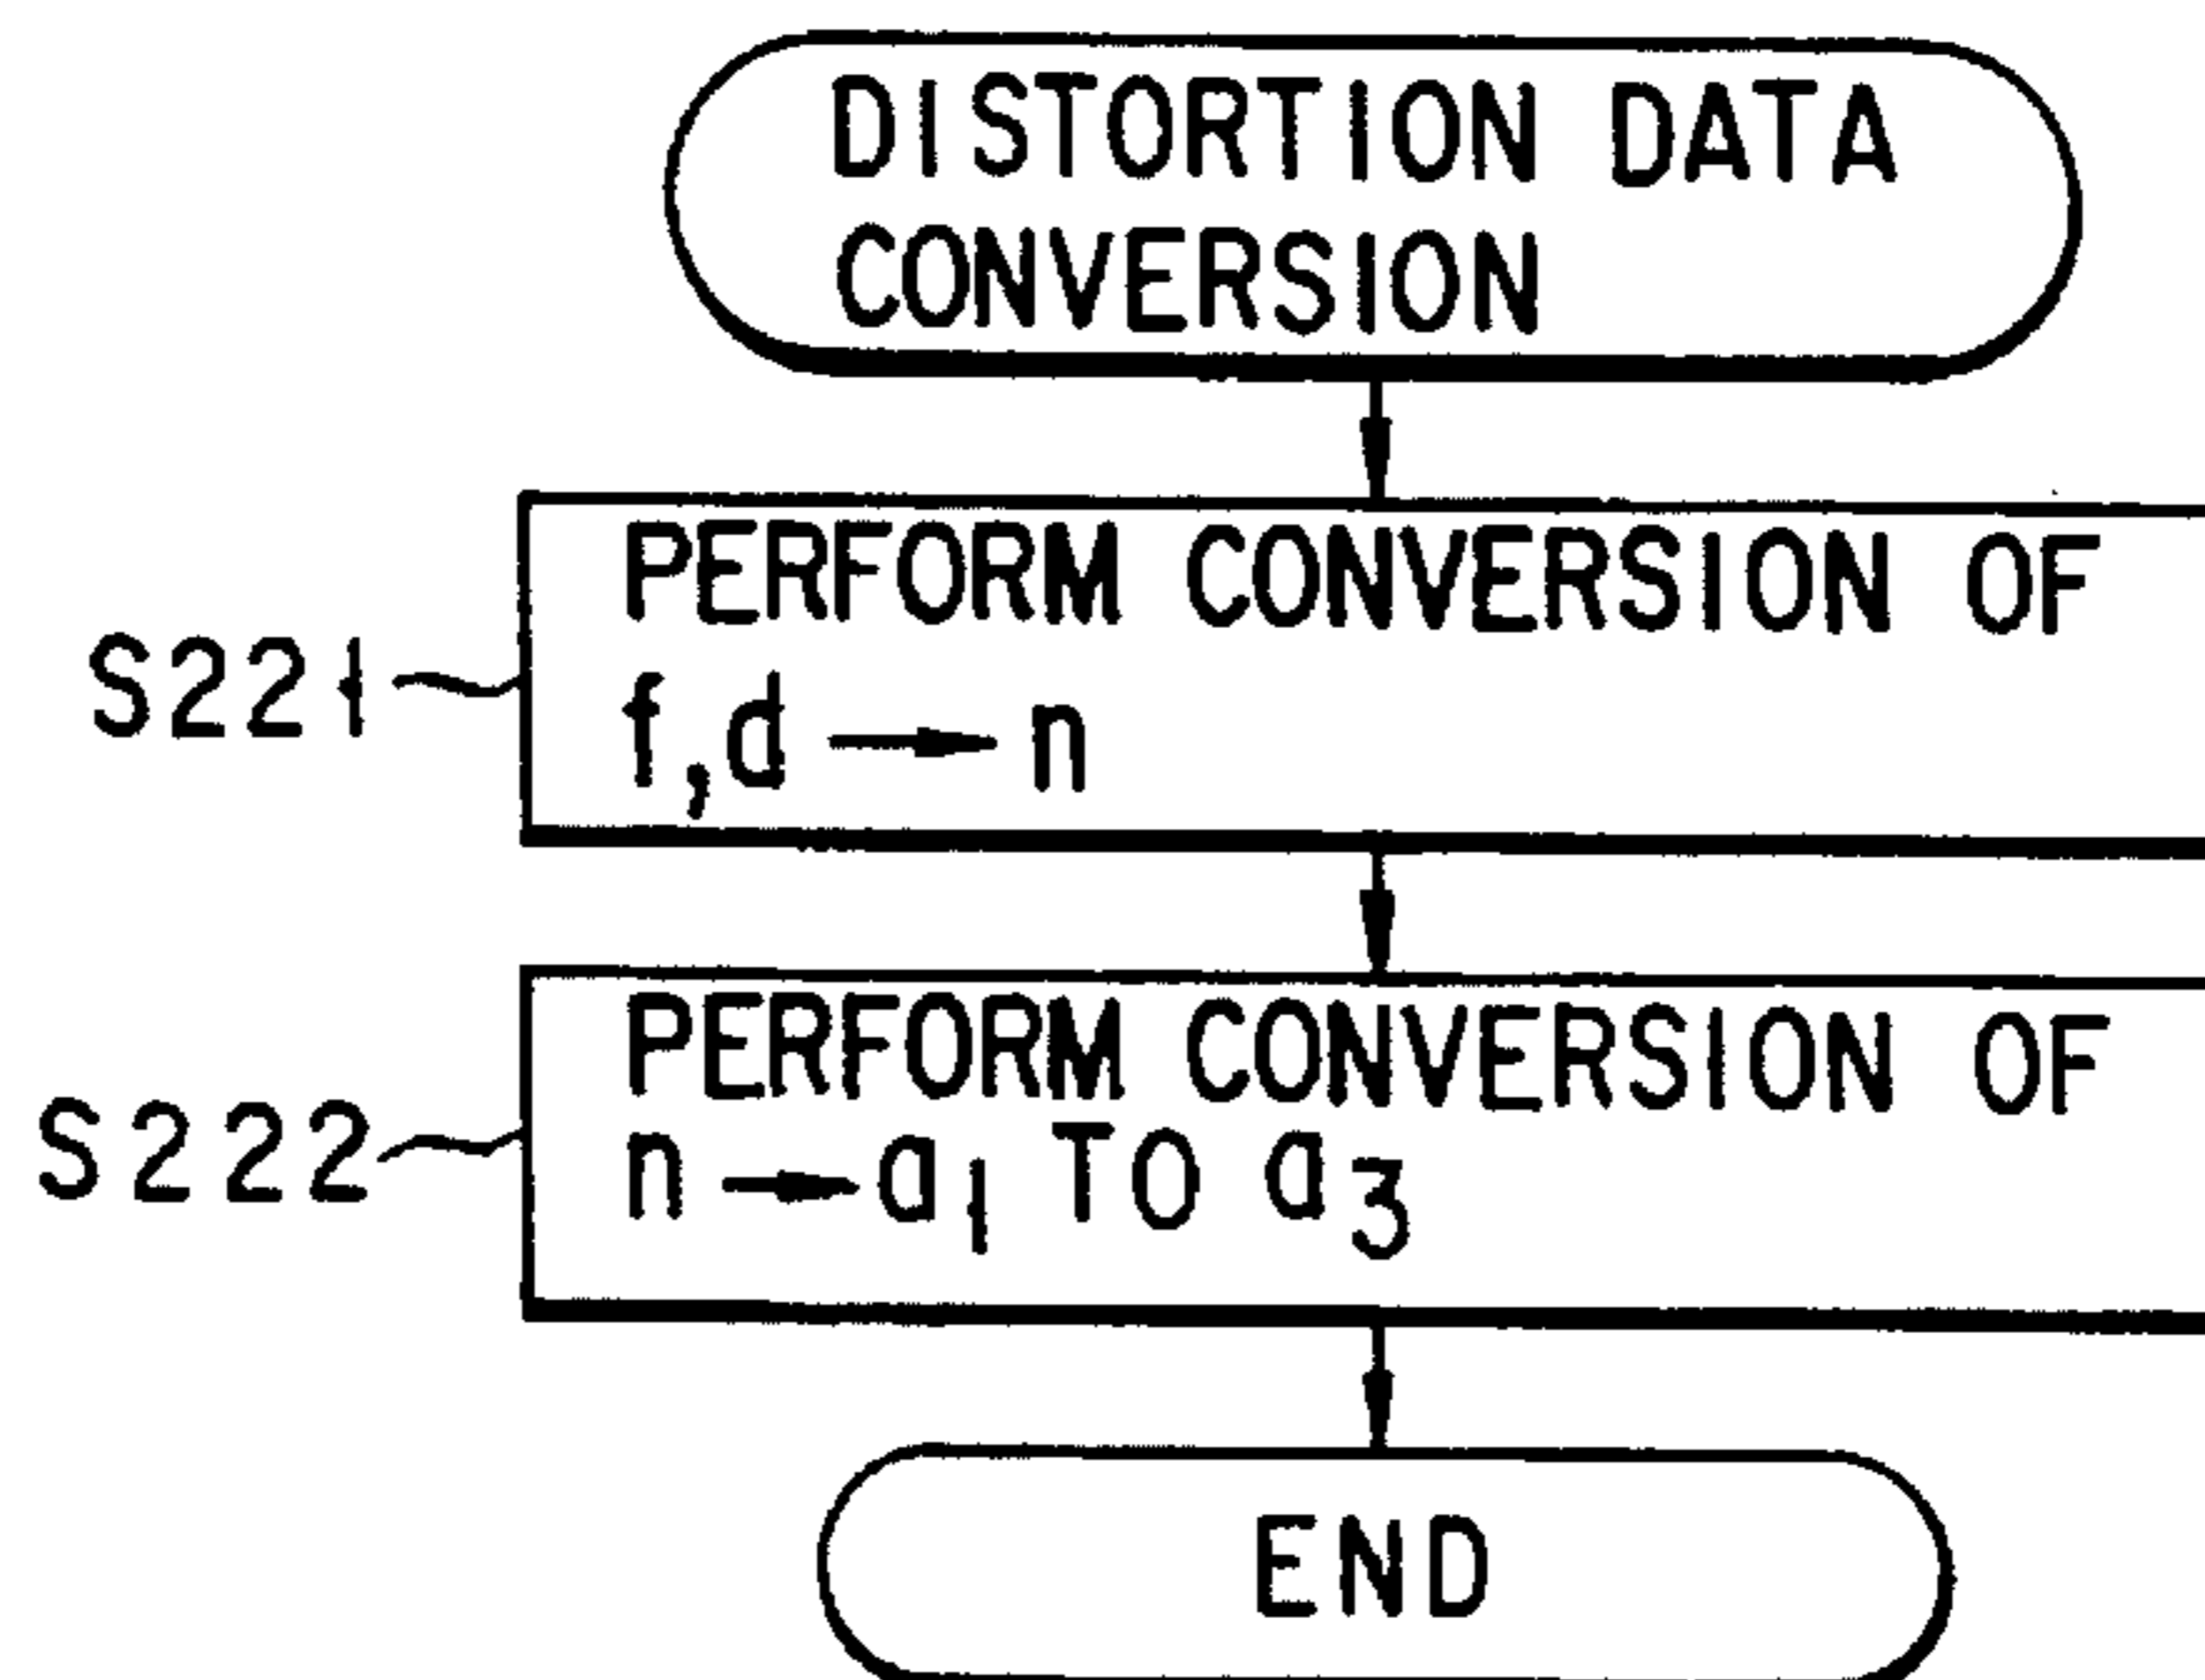 DISTORTION DATA
CONVERSION
PERFORM CONVERSION OF
S221
f,d → n
PERFORM CONVERSION OF
S222
n → a₁ TO a₃
END